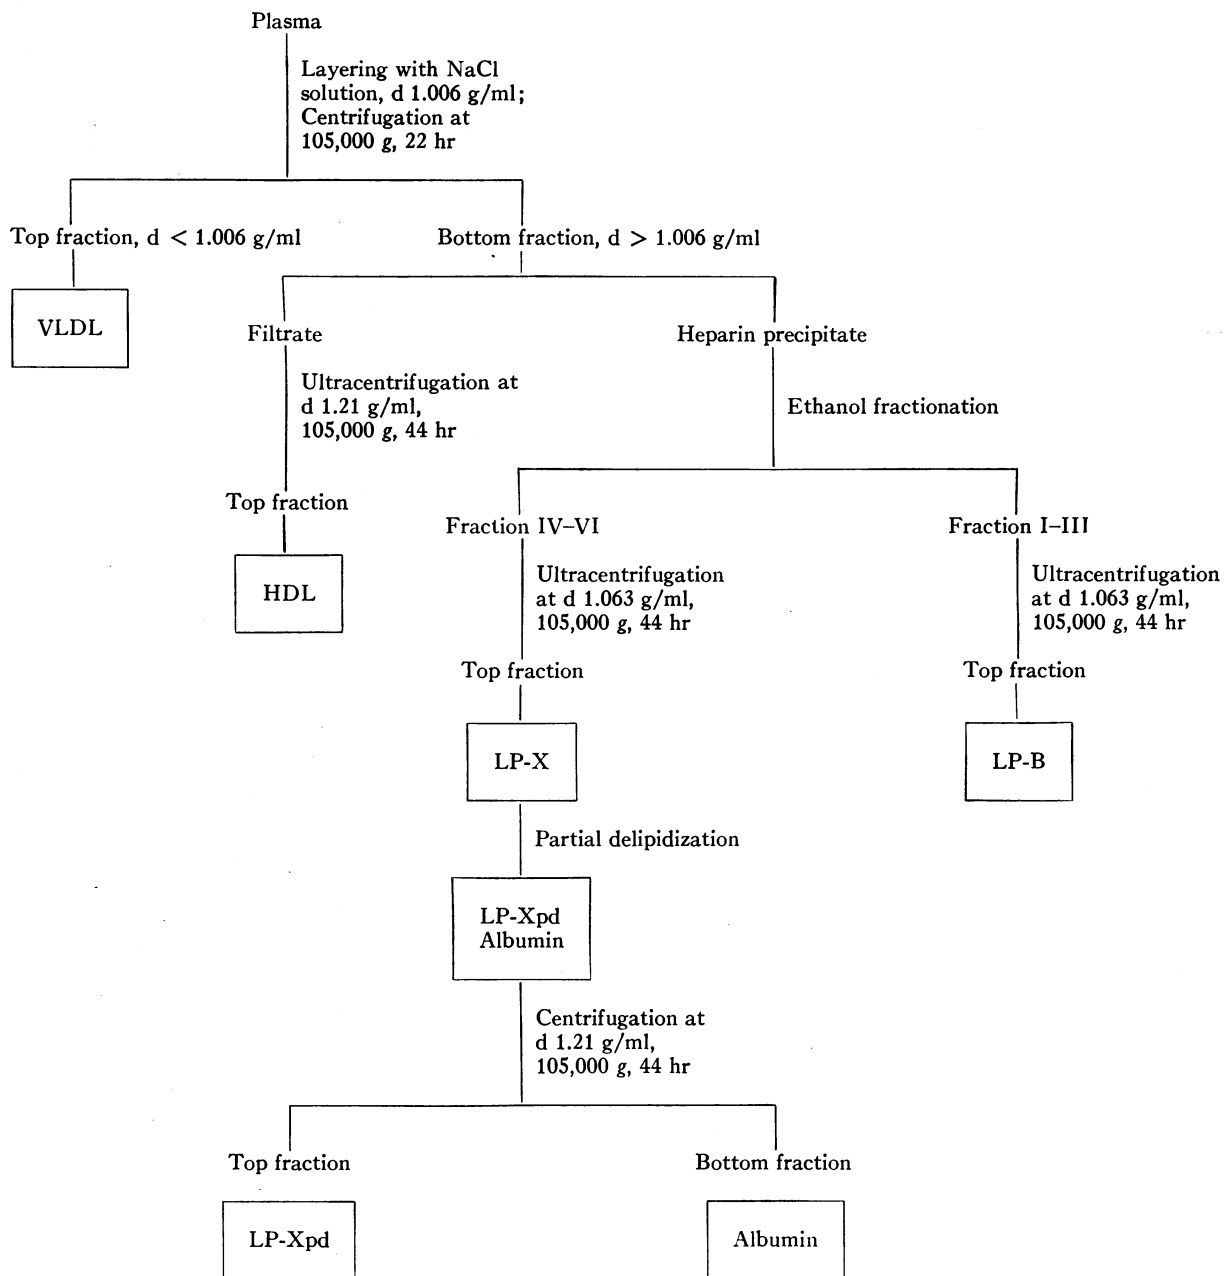 Plasma
Layering with NaCl
solution, d 1.006 g/ml;
Centrifugation at
105,000 g, 22 hr
Top fraction, d < 1.006 g/ml
Bottom fraction, d > 1.006 g/ml
VLDL
Filtrate
Heparin precipitate
Ultracentrifugation at
d 1.21 g/ml,
105,000 g, 44 hr
Ethanol fractionation
Top fraction
Fraction IV–VI
Fraction I–III
HDL
Ultracentrifugation
at d 1.063 g/ml,
105,000 g, 44 hr
Ultracentrifugation
at d 1.063 g/ml,
105,000 g, 44 hr
Top fraction
Top fraction
LP-X
LP-B
Partial delipidization
LP-Xpd
Albumin
Centrifugation at
d 1.21 g/ml,
105,000 g, 44 hr
Top fraction
Bottom fraction
LP-Xpd
Albumin